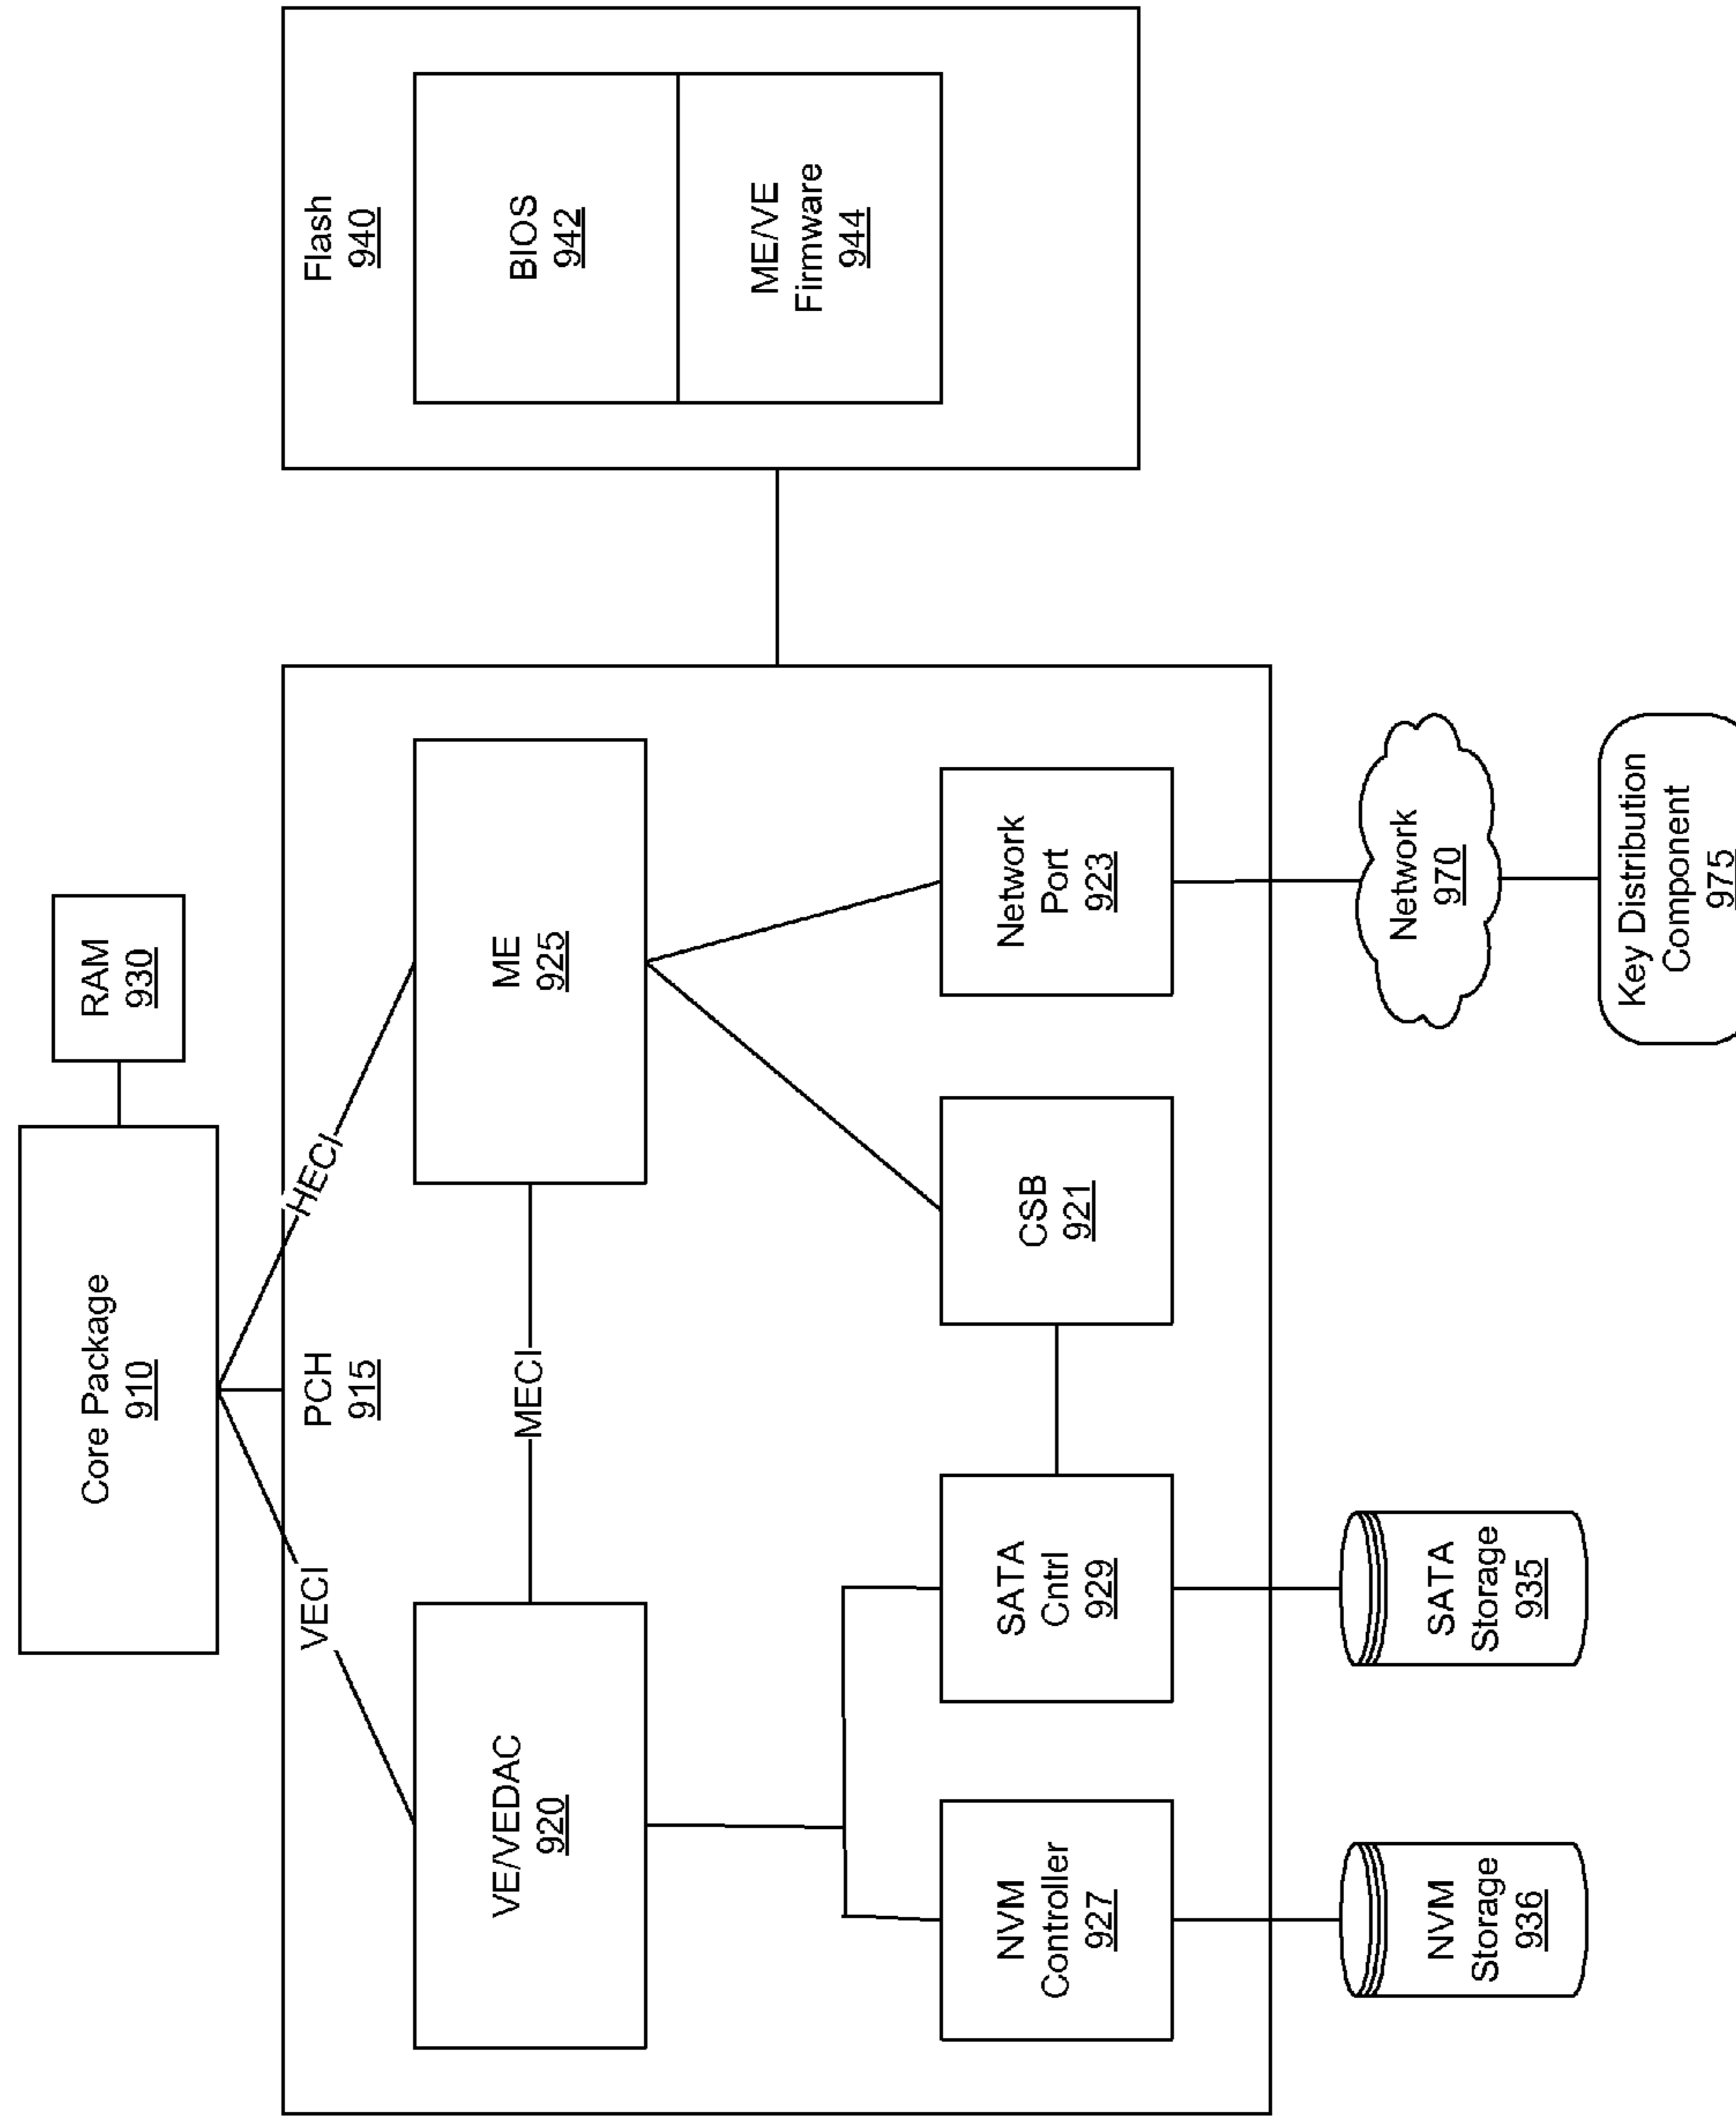 Core Package
910
RAM
930
VECI
HECI
PCH
915
VE/VEDAC
920
MECI
ME
925
NVM
Controller
927
SATA
Cntrl
929
CSB
921
Network
Port
923
NVM
Storage
936
SATA
Storage
935
Network
970
Key Distribution
Component
975
Flash
940
BIOS
942
ME/VE
Firmware
944